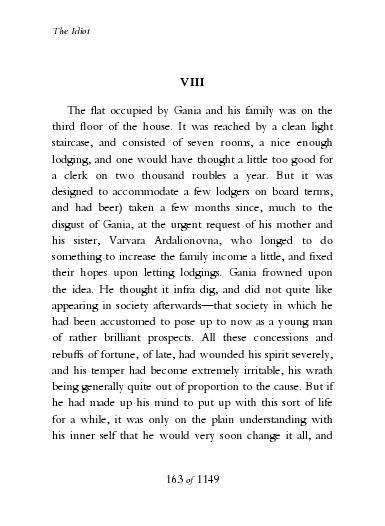 The Idiot
VIII
The flat occupied by Gania and his family was on the
third floor of the house. It was reached by a clean light
staircase, and consisted of seven rooms, a nice enough
lodging, and one would have thought a little too good for
a clerk on two thousand roubles a year. But it was
designed to accommodate a few lodgers on board terms,
and had beer) taken a few months since, much to the
disgust of Gania, at the urgent request of his mother and
his sister, Varvara Ardalionovna, who longed to do
something to increase the family income a little, and fixed
their hopes upon letting lodgings. Gania frowned upon
the idea. He thought it infra dig, and did not quite like
appearing in society afterwards—that society in which he
had been accustomed to pose up to now as a young man
of rather brilliant prospects. All these concessions and
rebuffs of fortune, of late, had wounded his spirit severely,
and his temper had become extremely irritable, his wrath
being generally quite out of proportion to the cause. But if
he had made up his mind to put up with this sort of life
for a while, it was only on the plain understanding with
his inner self that he would very soon change it all, and
163 of 1149